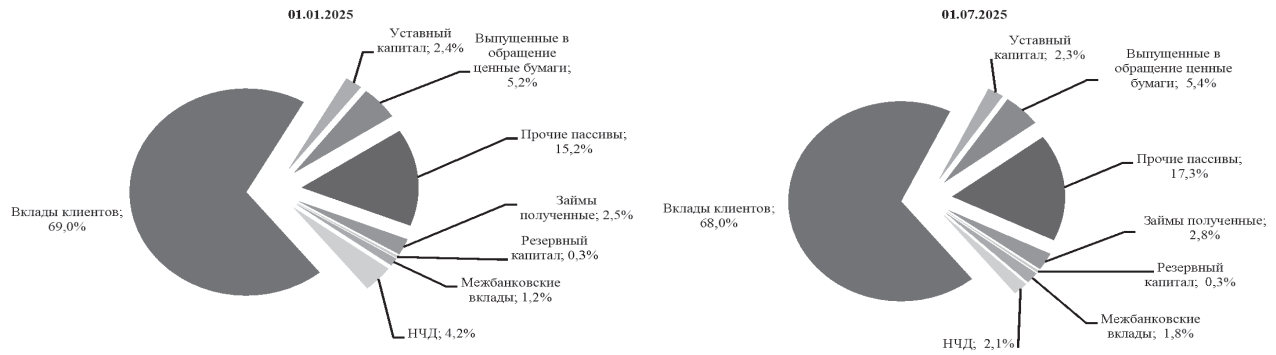 01.01.2025
Уставный
капитал; 2,4%
Выпущенные в
обращение
ценные бумаги;
5,2%
Прочие пассивы;
15,2%
Займы
полученные; 2,5%
Резервный
капитал; 0,3%
Межбанковские
вклады; 1,2%
НЧД; 4,2%
Вклады клиентов;
69,0%
01.07.2025
Уставный
капитал; 2,3%
Выпущенные в
обращение ценные
бумаги; 5,4%
Прочие пассивы;
17,3%
Займы полученные;
2,8%
Резервный
капитал; 0,3%
Межбанковские
вклады; 1,8%
НЧД; 2,1%
Вклады клиентов;
68,0%